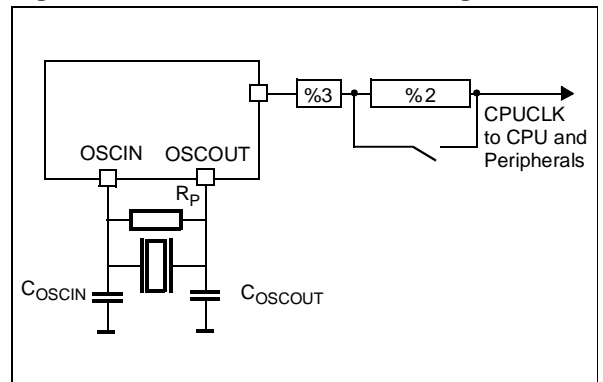 %3
%2
CPUCLK
to CPU and
Peripherals
OSCIN OSCOUT
RP
COSCIN
COSCOUT